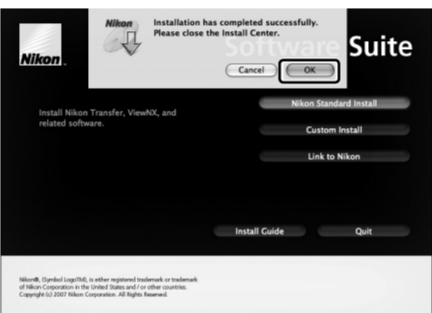 Nikon
Installation has completed successfully.
Please close the Install Center.
Cancel
OK
Nikon
Software Suite
Install Nikon Transfer, ViewNX, and
related software.
Nikon Standard Install
Custom Install
Link to Nikon
Install Guide
Quit
Nikon®, (Symbol Logo(TM)), is either registered trademark or trademark
of Nikon Corporation in the United States and / or other countries.
Copyright (c) 2007 Nikon Corporation. All Rights Reserved.